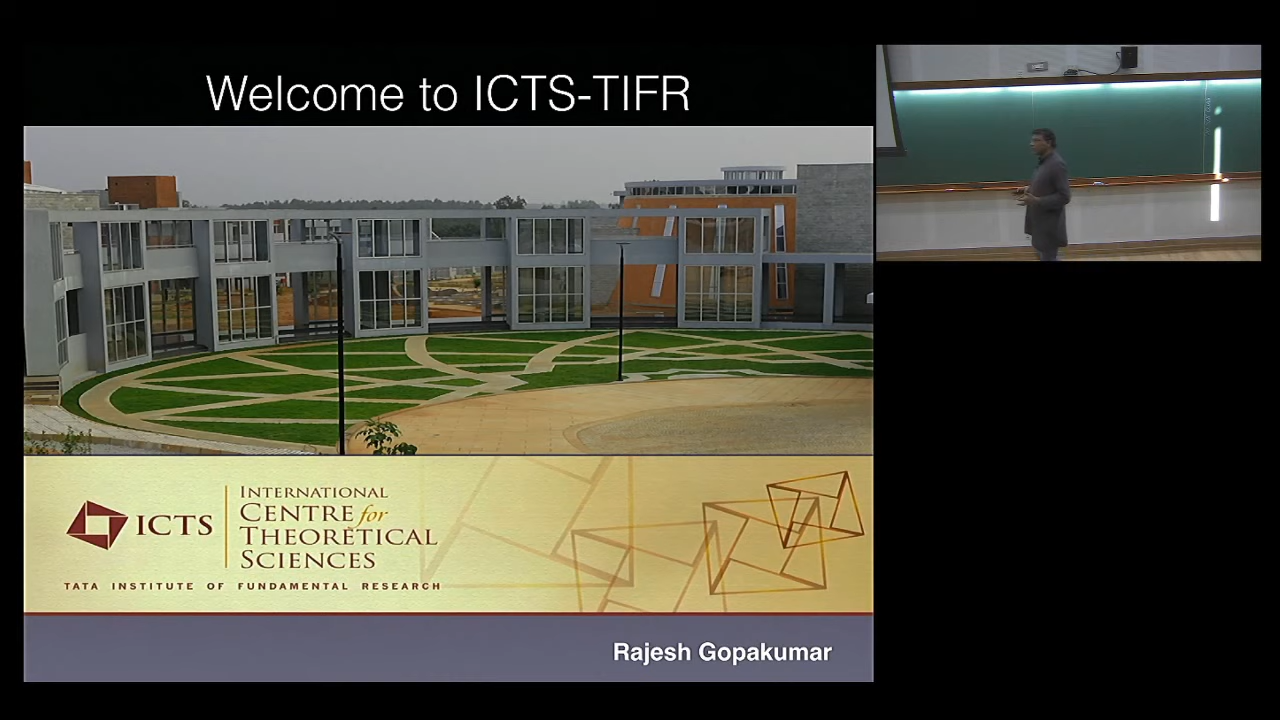 Welcome to ICTS-TIFR
ICTS
INTERNATIONAL
CENTRE for
THEORETICAL
SCIENCES
TATA INSTITUTE OF FUNDAMENTAL RESEARCH
Rajesh Gopakumar